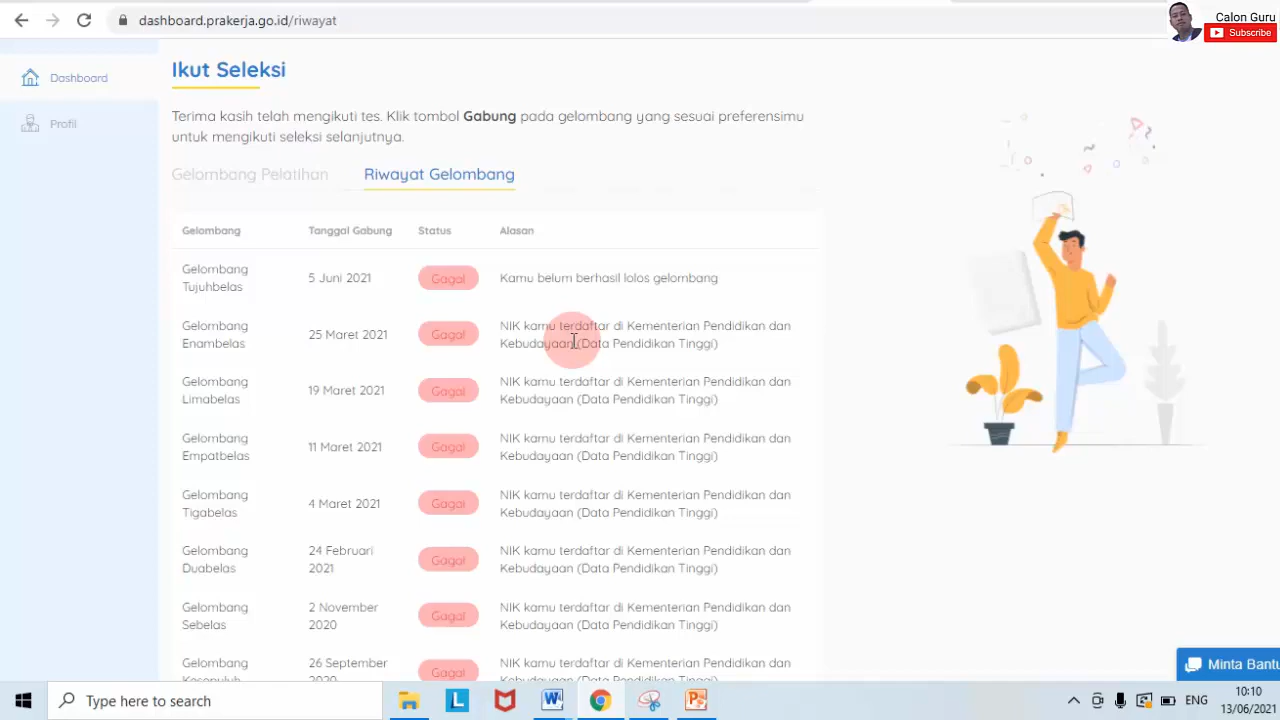 dashboard.prakerja.go.id/riwayat
Calon Guru
Subscribe
Dashboard
Profil
Ikut Seleksi
Terima kasih telah mengikuti tes. Klik tombol Gabung pada gelombang yang sesuai preferensimu
untuk mengikuti seleksi selanjutnya.
Gelombang Pelatihan Riwayat Gelombang
Gelombang Tanggal Gabung Status Alasan
Gelombang
Tujuhbelas
5 Juni 2021
Gagal
Kamu belum berhasil lolos gelombang
Gelombang
Enambelas
25 Maret 2021
Gagal
NIK kamu terdaftar di Kementerian Pendidikan dan
Kebudayaan (Data Pendidikan Tinggi)
Gelombang
Limabelas
19 Maret 2021
Gagal
NIK kamu terdaftar di Kementerian Pendidikan dan
Kebudayaan (Data Pendidikan Tinggi)
Gelombang
Empatbelas
11 Maret 2021
Gagal
NIK kamu terdaftar di Kementerian Pendidikan dan
Kebudayaan (Data Pendidikan Tinggi)
Gelombang
Tigabelas
4 Maret 2021
Gagal
NIK kamu terdaftar di Kementerian Pendidikan dan
Kebudayaan (Data Pendidikan Tinggi)
Gelombang
Duabelas
24 Februari
2021
Gagal
NIK kamu terdaftar di Kementerian Pendidikan dan
Kebudayaan (Data Pendidikan Tinggi)
Gelombang
Sebelas
2 November
2020
Gagal
NIK kamu terdaftar di Kementerian Pendidikan dan
Kebudayaan (Data Pendidikan Tinggi)
Gelombang
Kesepuluh
26 September
2020
Gagal
NIK kamu terdaftar di Kementerian Pendidikan dan
Kebudayaan (Data Pendidikan Tinggi)
Minta Bantu
Type here to search
ENG
10:10
13/06/2021